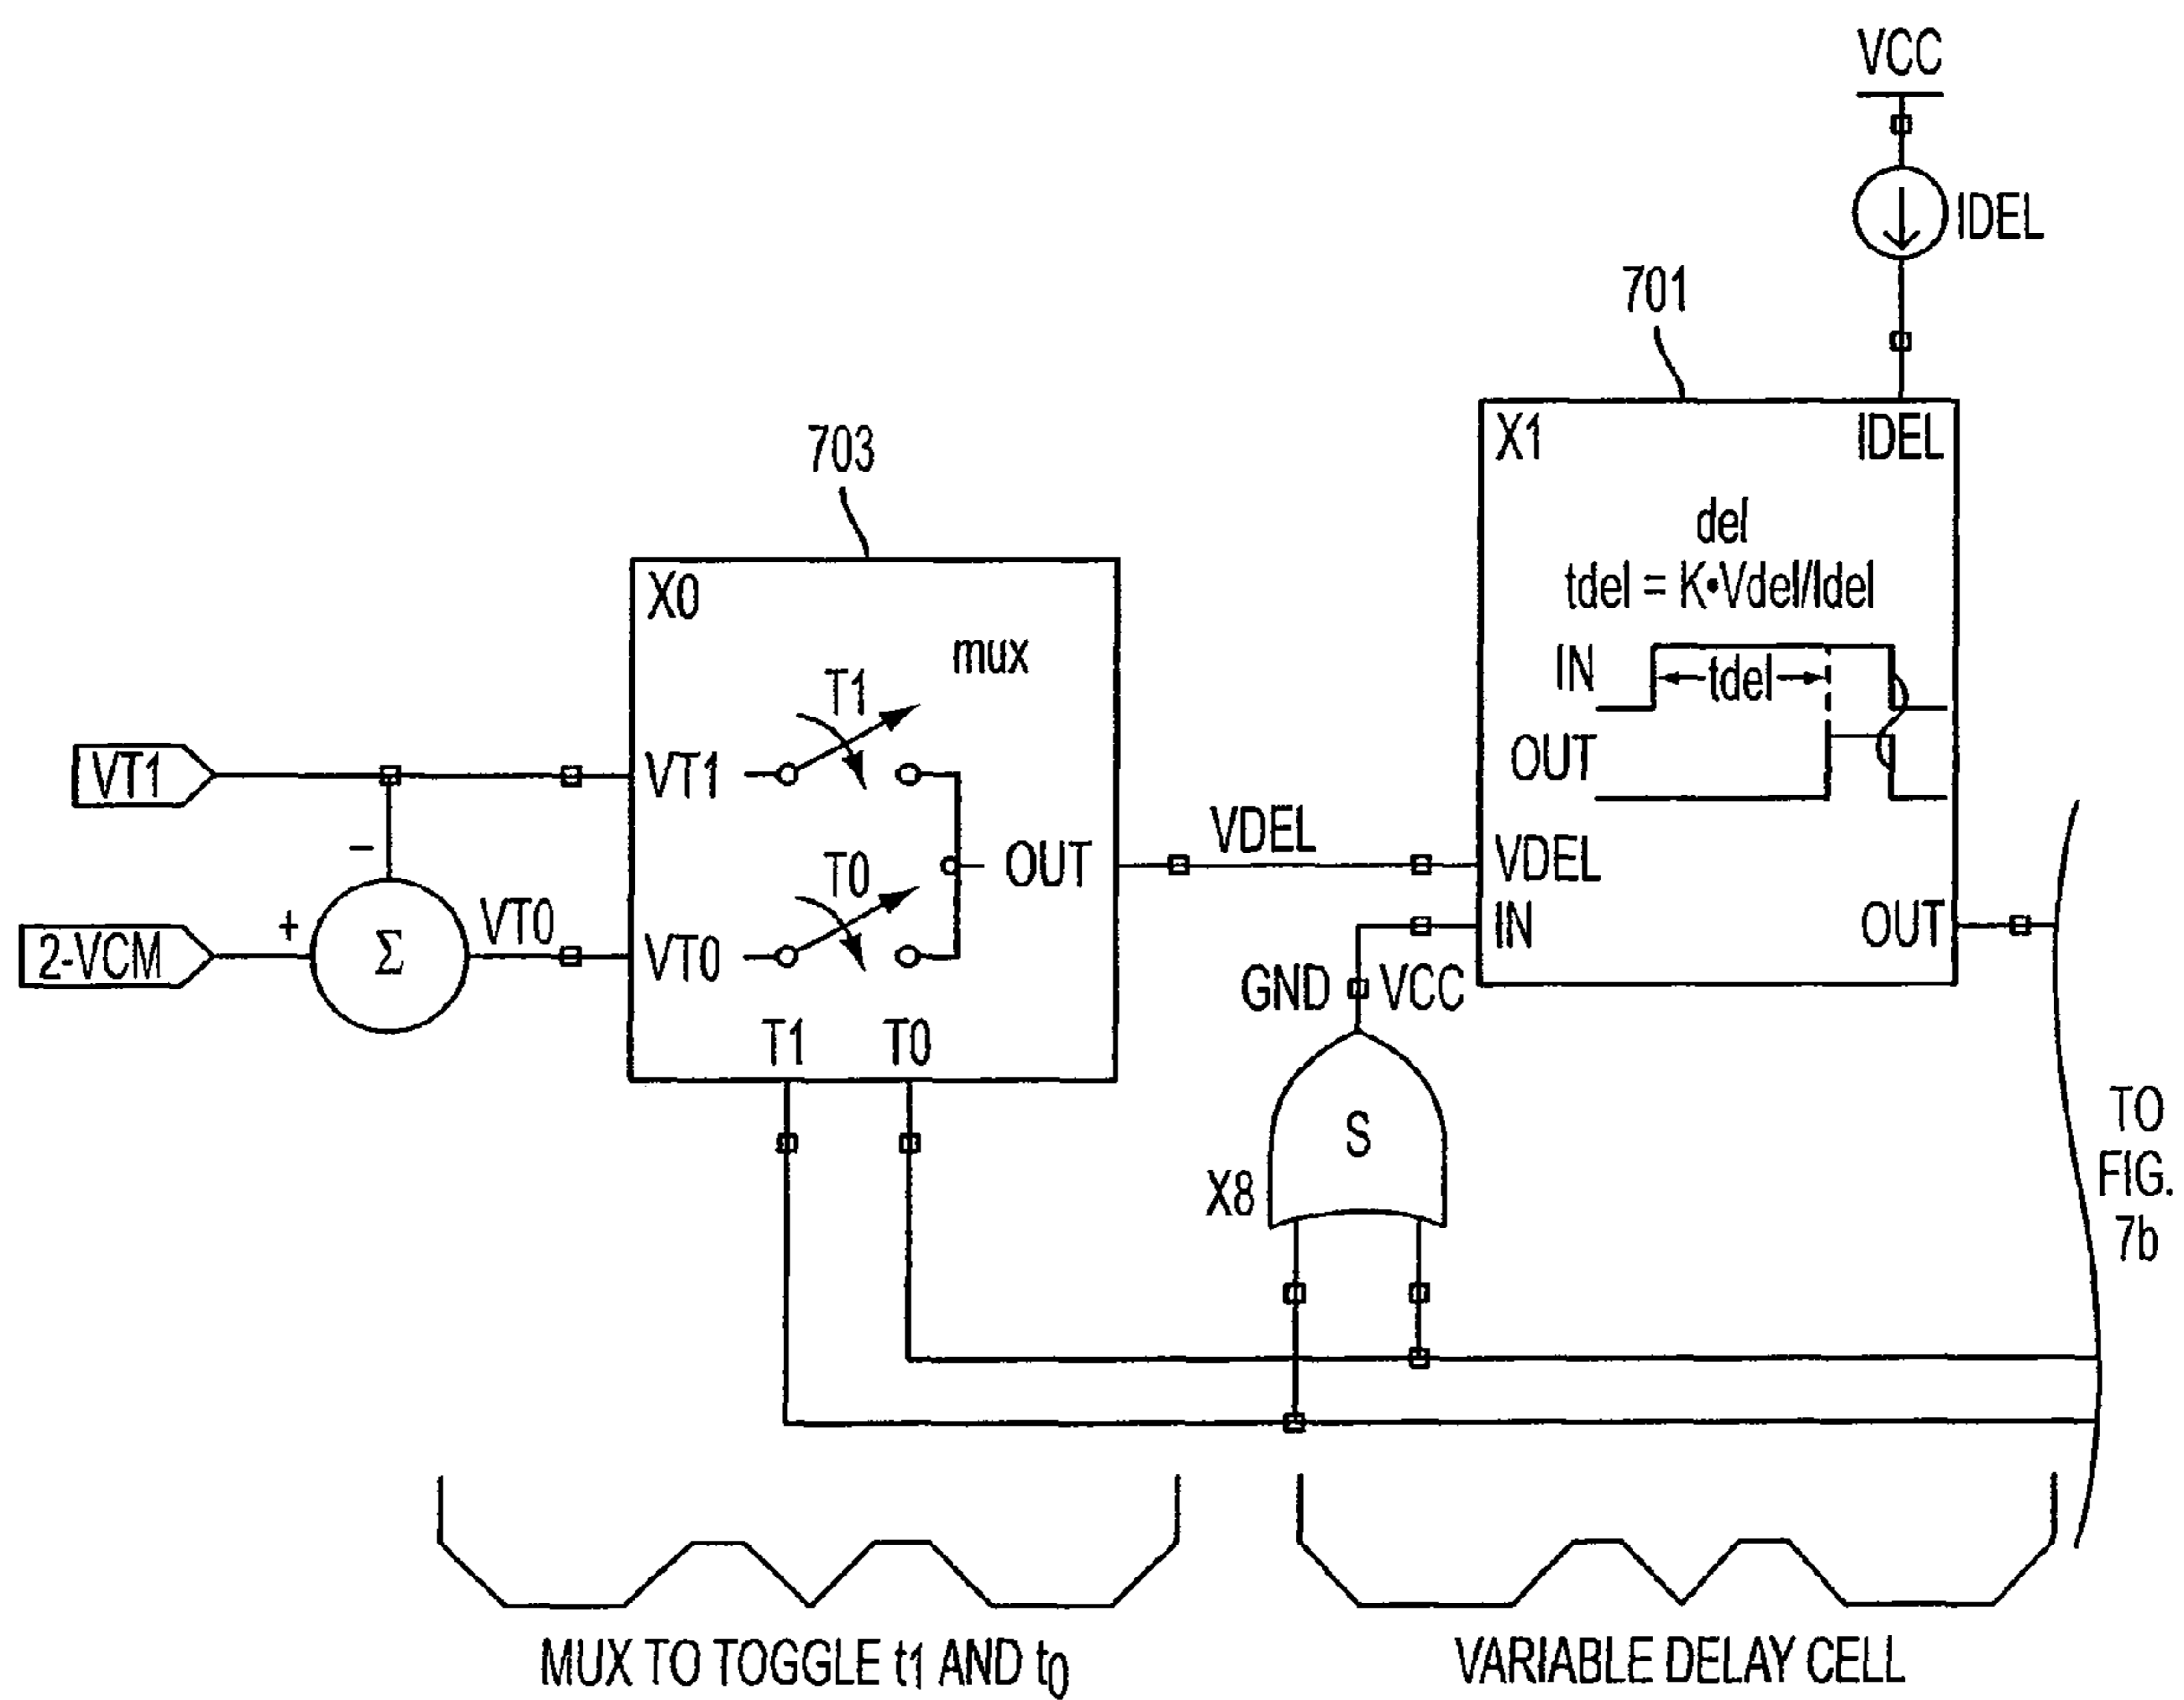 VCC
IDEL
701
X1
IDEL
del
tdel = K•Vdel/Idel
IN
tdel
OUT
VDEL
IN
OUT
703
X0
mux
T1
VT1
T0
OUT
VT0
T1
T0
VT1
−
2-VCM
+
Σ
VT0
VDEL
GND
VCC
S
X8
TO
FIG.
7b
MUX TO TOGGLE t1 AND t0
VARIABLE DELAY CELL